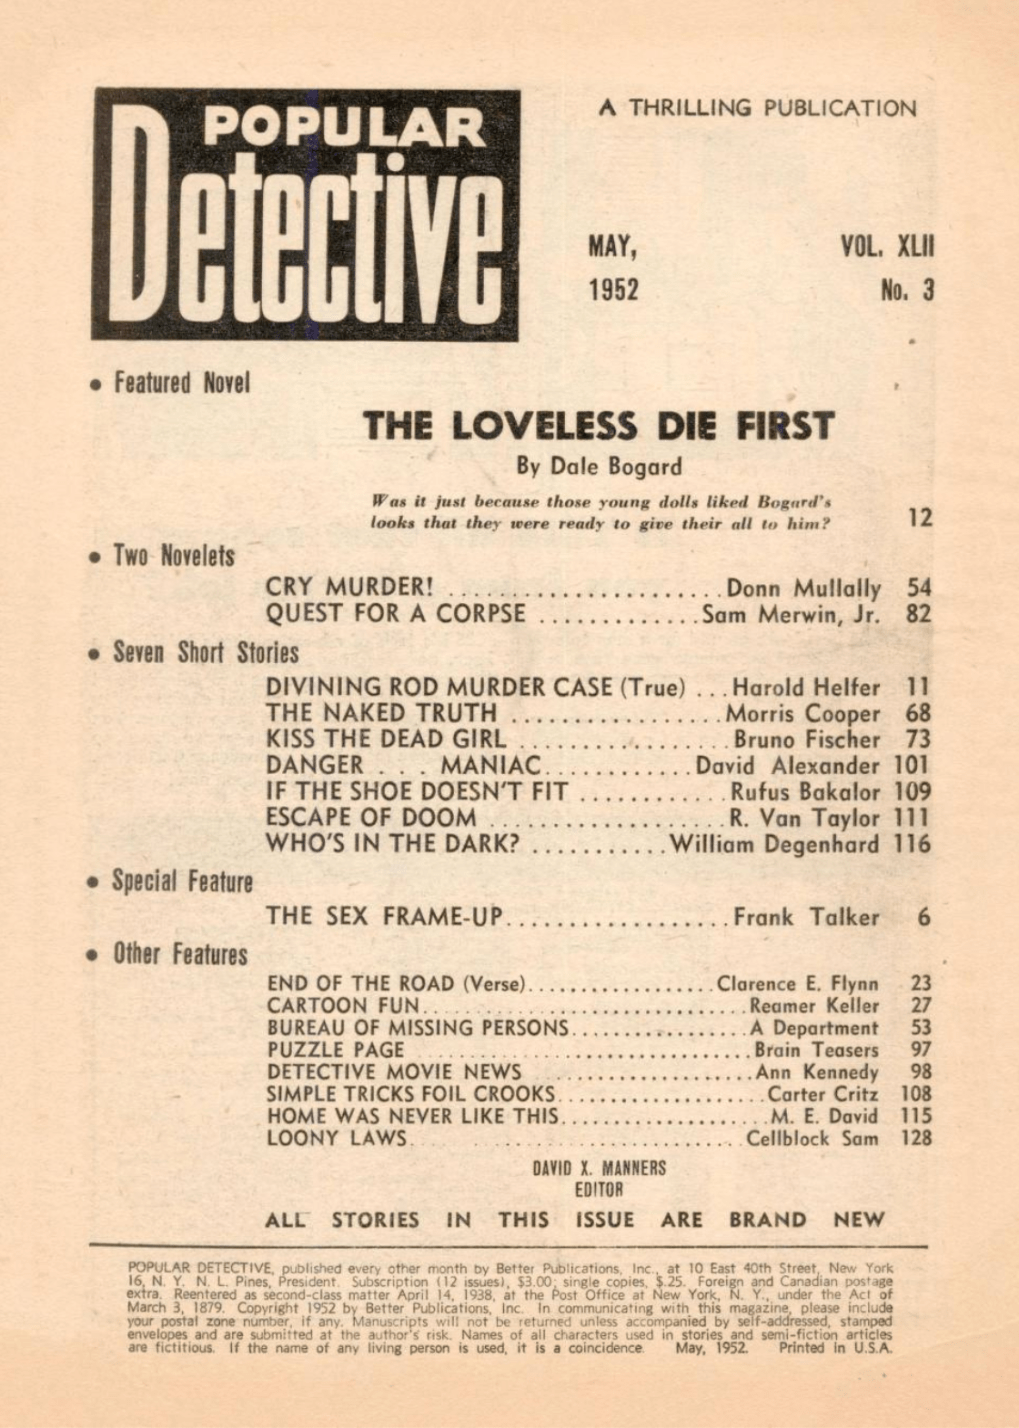 POPULAR
Detective
A THRILLING PUBLICATION
MAY, VOL. XLII
1952 No. 3
• Featured Novel
THE LOVELESS DIE FIRST
By Dale Bogard
Was it just because those young dolls liked Bogard's
looks that they were ready to give their all to him? 12
• Two Novelets
CRY MURDER! ......................Donn Mullally 54
QUEST FOR A CORPSE .............Sam Merwin, Jr. 82
• Seven Short Stories
DIVINING ROD MURDER CASE (True) ...Harold Helfer 11
THE NAKED TRUTH .................Morris Cooper 68
KISS THE DEAD GIRL .................Bruno Fischer 73
DANGER . . . MANIAC............David Alexander 101
IF THE SHOE DOESN'T FIT ............Rufus Bakalor 109
ESCAPE OF DOOM ...................R. Van Taylor 111
WHO'S IN THE DARK? ...........William Degenhard 116
• Special Feature
THE SEX FRAME-UP..................Frank Talker 6
• Other Features
END OF THE ROAD (Verse).................Clarence E. Flynn 23
CARTOON FUN..............................Reamer Keller 27
BUREAU OF MISSING PERSONS................A Department 53
PUZZLE PAGE ...............................Brain Teasers 97
DETECTIVE MOVIE NEWS ....................Ann Kennedy 98
SIMPLE TRICKS FOIL CROOKS...................Carter Critz 108
HOME WAS NEVER LIKE THIS...................M. E. David 115
LOONY LAWS............................Cellblock Sam 128
DAVID X. MANNERS
EDITOR
ALL STORIES IN THIS ISSUE ARE BRAND NEW
POPULAR DETECTIVE, published every other month by Better Publications, Inc., at 10 East 40th Street, New York
16, N. Y. N. L. Pines, President. Subscription (12 issues), $3.00; single copies, $.25. Foreign and Canadian postage
extra. Reentered as second-class matter April 14, 1938, at the Post Office at New York, N. Y., under the Act of
March 3, 1879. Copyright 1952 by Better Publications, Inc. In communicating with this magazine, please include
your postal zone number, if any. Manuscripts will not be returned unless accompanied by self-addressed, stamped
envelopes and are submitted at the author's risk. Names of all characters used in stories and semi-fiction articles
are fictitious. If the name of any living person is used, it is a coincidence. May, 1952. Printed in U.S.A.